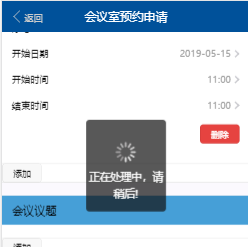 返回 会议室预约申请
开始日期 2019-05-15
开始时间 11:00
结束时间 11:00
删除
正在处理中，请
稍后!
添加
会议议题